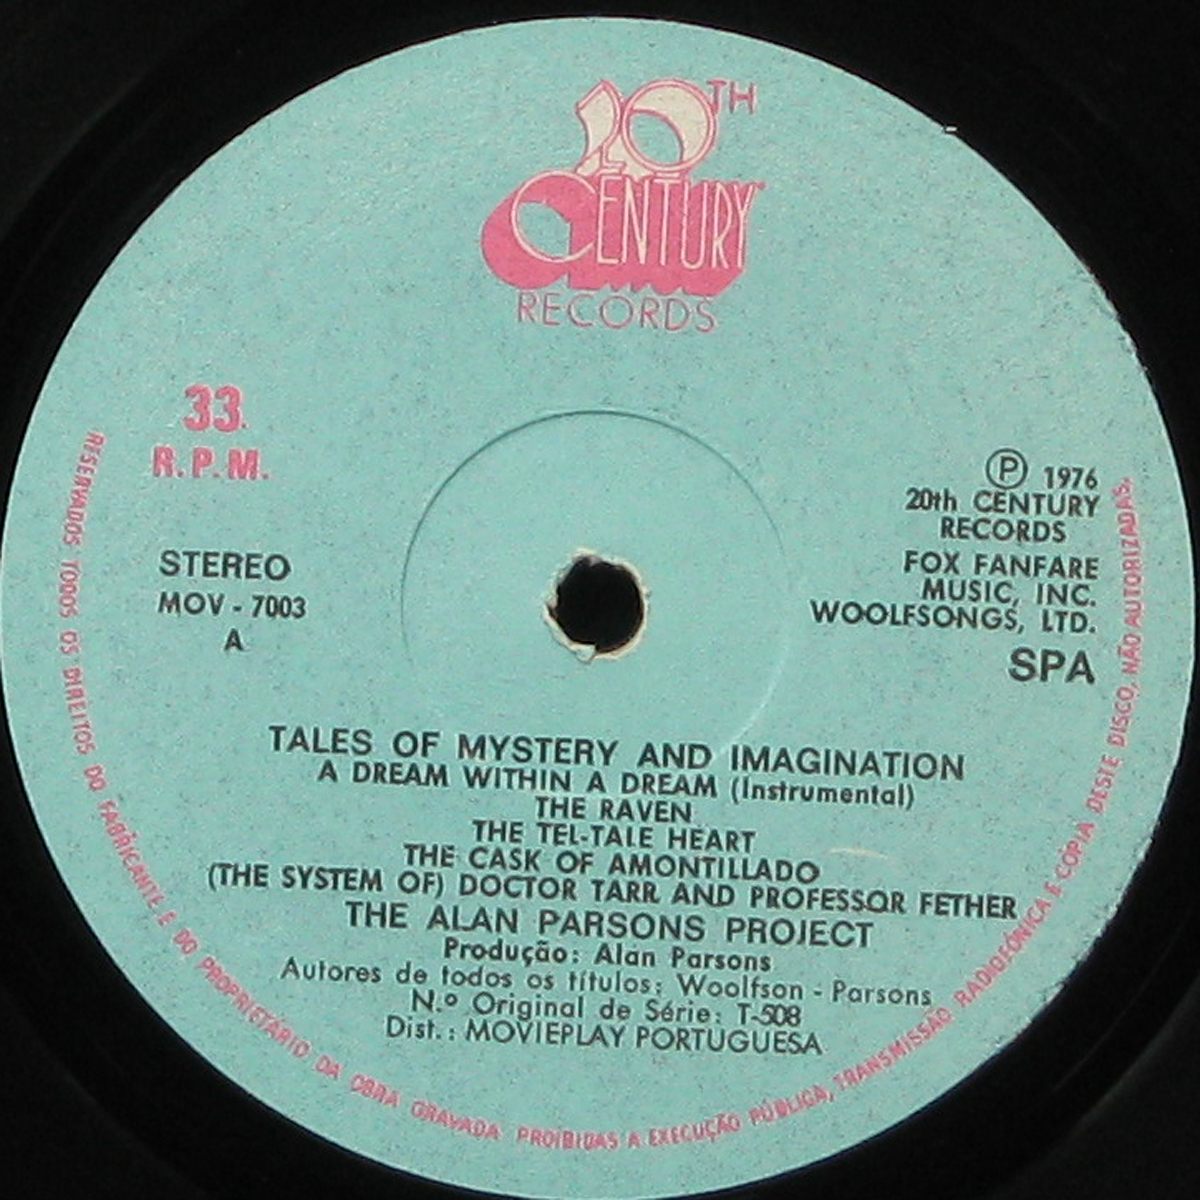 20TH
CENTURY
RECORDS
33
R.P.M.
STEREO
MOV - 7003
A
Ⓟ 1976
20th CENTURY
RECORDS
FOX FANFARE
MUSIC, INC.
WOOLFSONGS, LTD.
SPA
TALES OF MYSTERY AND IMAGINATION
A DREAM WITHIN A DREAM (Instrumental)
THE RAVEN
THE TEL-TALE HEART
THE CASK OF AMONTILLADO
(THE SYSTEM OF) DOCTOR TARR AND PROFESSOR FETHER
THE ALAN PARSONS PROJECT
Produção: Alan Parsons
Autores de todos os títulos: Woolfson - Parsons
N.º Original de Série: T-508
Dist.: MOVIEPLAY PORTUGUESA
RESERVADOS TODOS OS DIREITOS DO FABRICANTE E DO PROPRIETÁRIO DA OBRA GRAVADA PROÍBIDAS A EXECUÇÃO PÚBLICA, TRANSMISSÃO RADIOFÓNICA E CÓPIA DESTE DISCO, NÃO AUTORIZADAS.